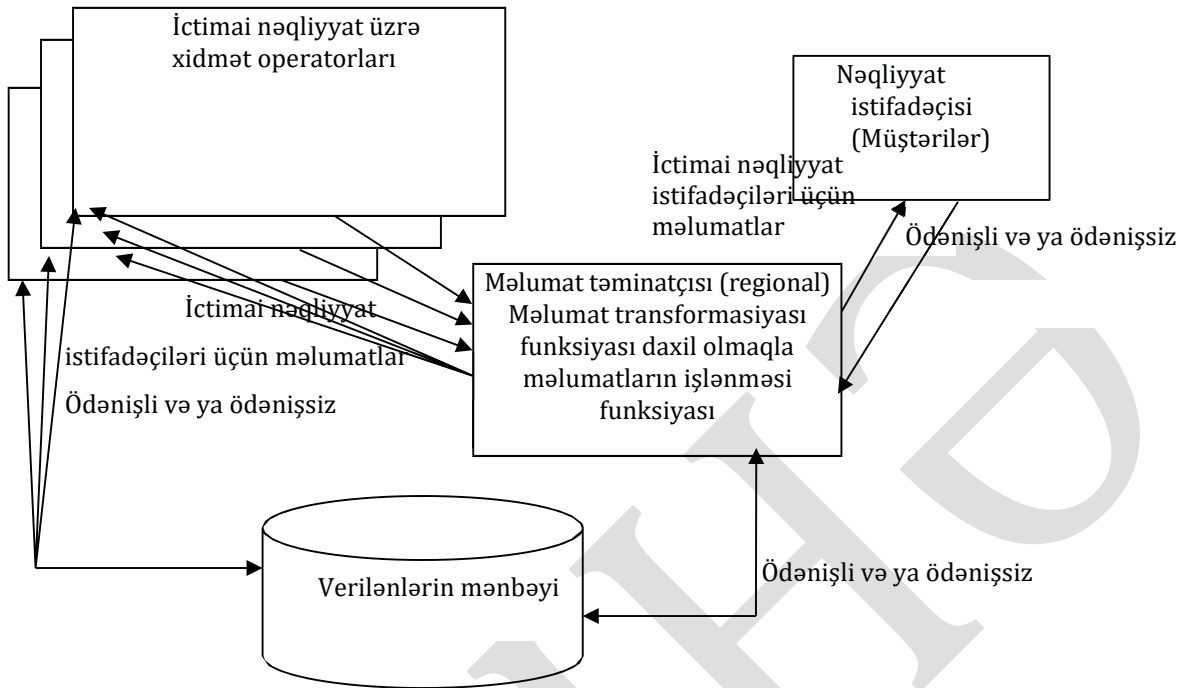 İctimai nəqliyyat üzrə
xidmət operatorları
Nəqliyyat
istifadəçisi
(Müştərilər)
İctimai nəqliyyat
istifadəçiləri üçün
məlumatlar
Ödənişli və ya ödənişsiz
Məlumat təminatçısı (regional)
Məlumat transformasiyası
funksiyası daxil olmaqla
məlumatların işlənməsi
funksiyası
İctimai nəqliyyat
istifadəçiləri üçün məlumatlar
Ödənişli və ya ödənişsiz
Verilənlərin mənbəyi
Ödənişli və ya ödənişsiz